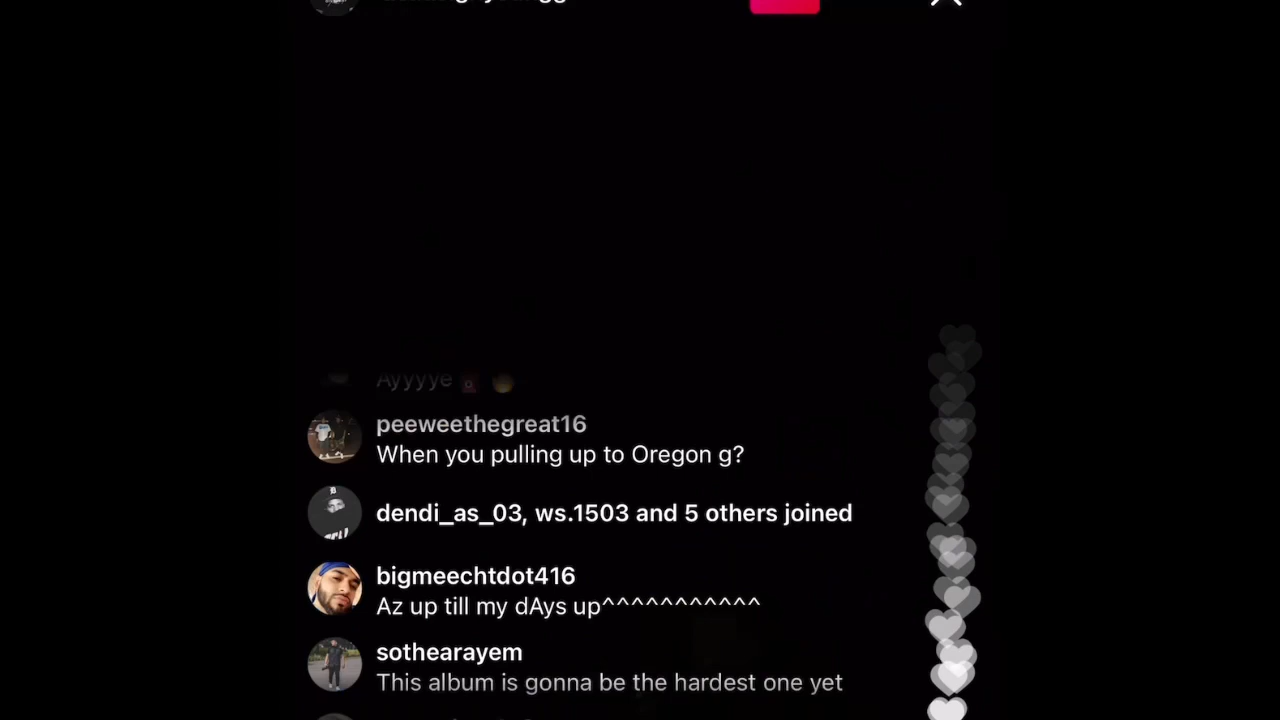 Ayyyye
peeweethegreat16
When you pulling up to Oregon g?
dendi_as_03, ws.1503 and 5 others joined
bigmeechtdot416
Az up till my dAys up^^^^^^^^^^^
sothearayem
This album is gonna be the hardest one yet